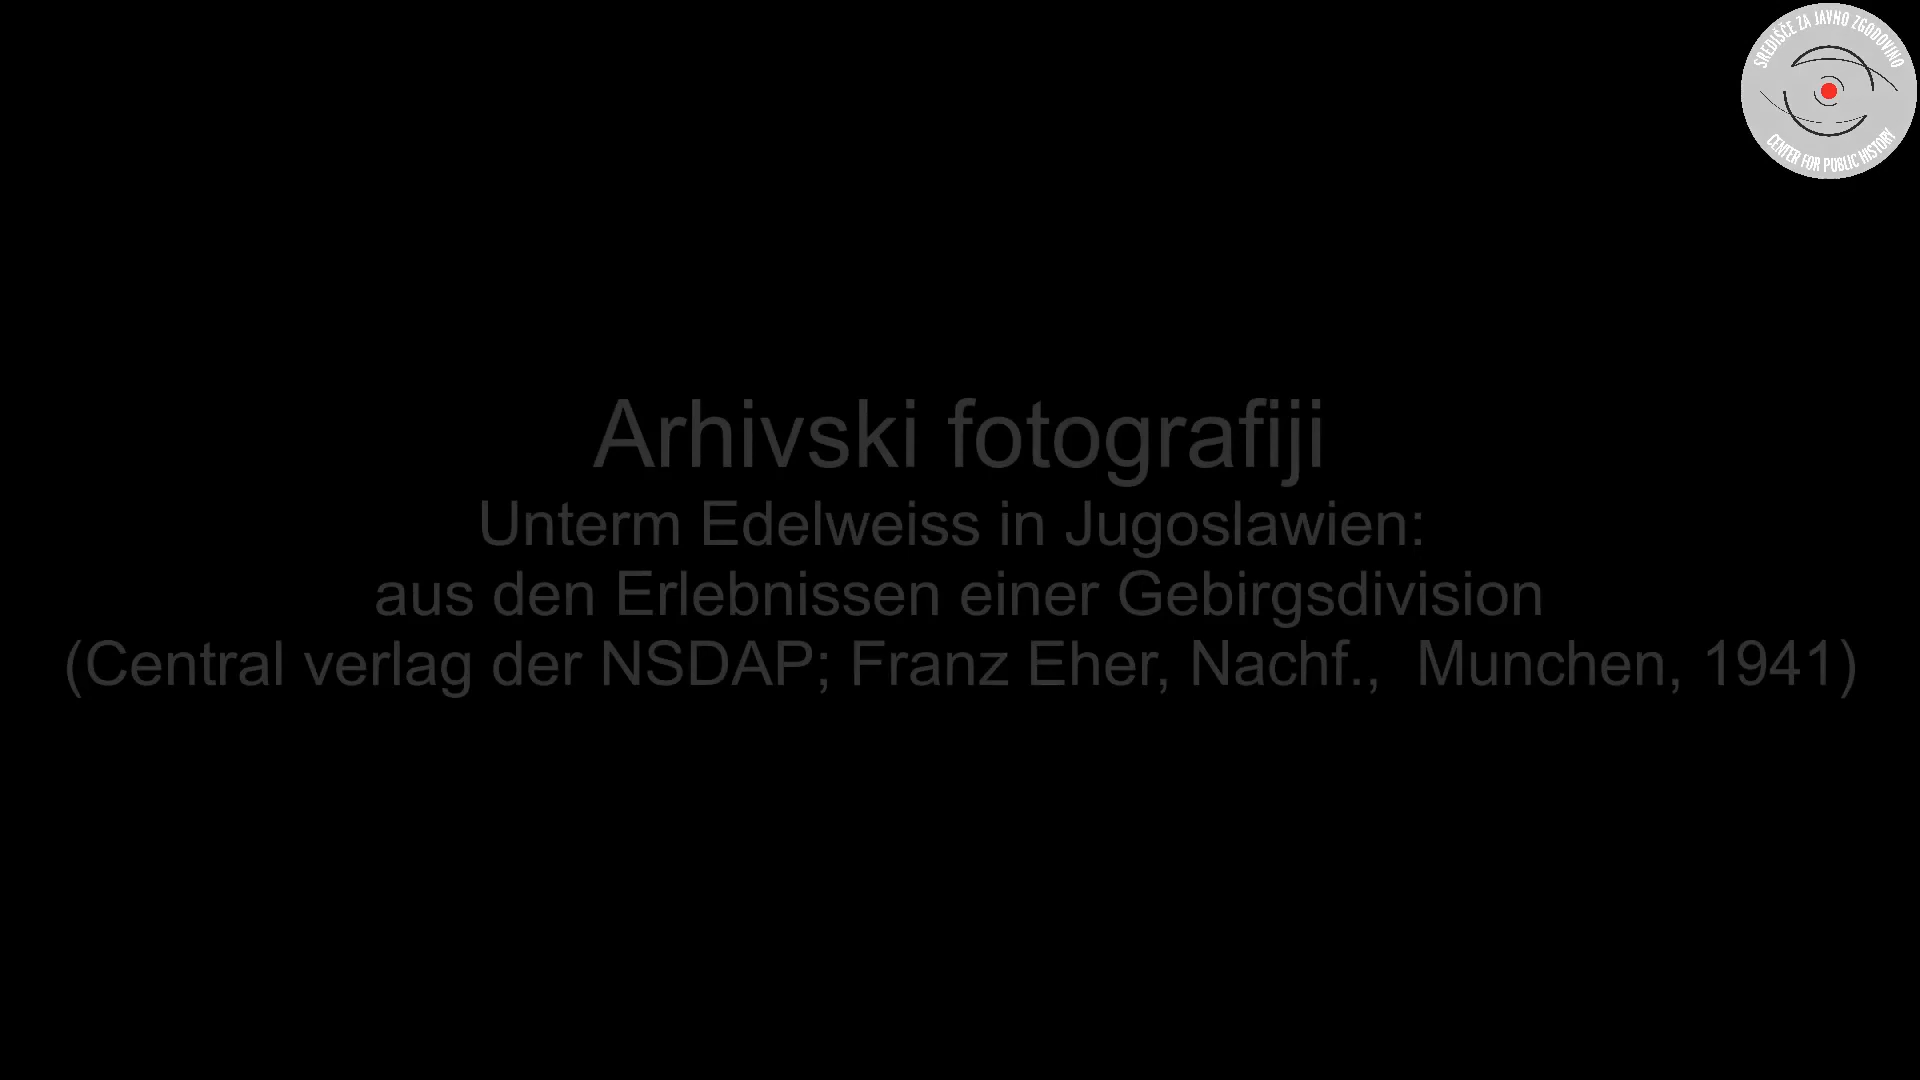 SREDIŠČE ZA JAVNO ZGODOVINO
CENTER FOR PUBLIC HISTORY
Arhivski fotografiji
Unterm Edelweiss in Jugoslawien:
aus den Erlebnissen einer Gebirgsdivision
(Central verlag der NSDAP; Franz Eher, Nachf.,  Munchen, 1941)